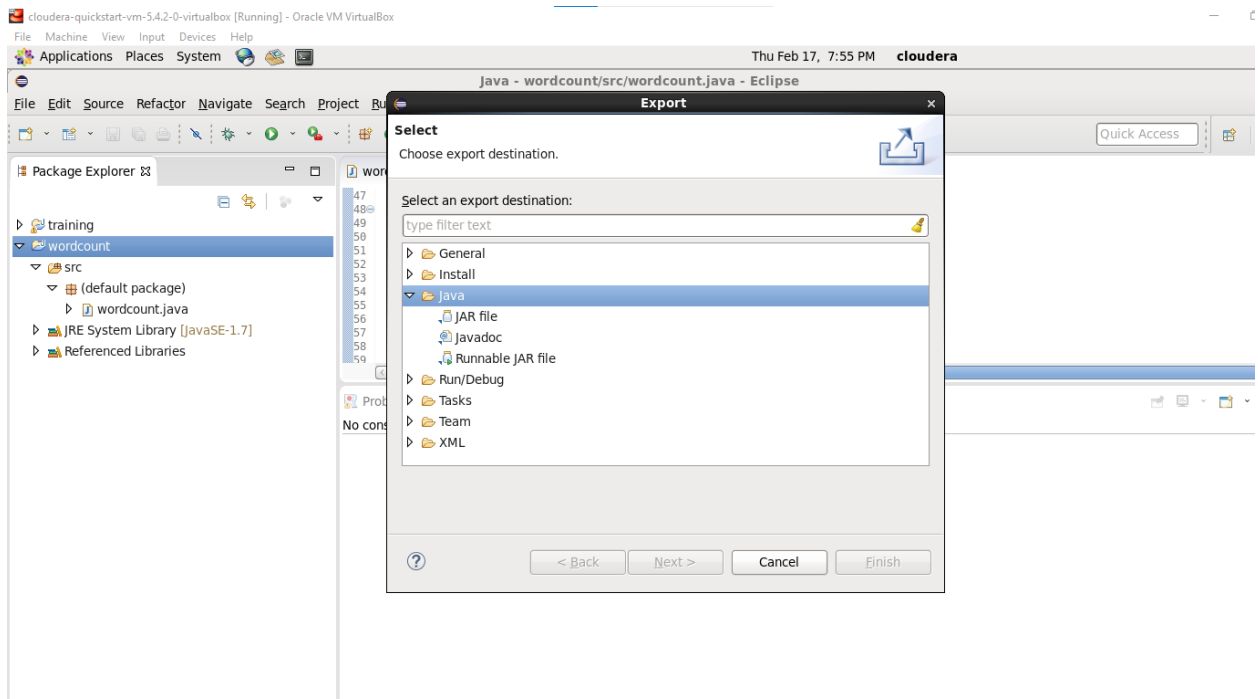 cloudera-quickstart-vm-5.4.2-0-virtualbox [Running] - Oracle VM VirtualBox
File Machine View Input Devices Help
Applications Places System Thu Feb 17, 7:55 PM cloudera
Java - wordcount/src/wordcount.java - Eclipse
File Edit Source Refactor Navigate Search Project Ru
Export
Select
Choose export destination.
Quick Access
Package Explorer
wor
Select an export destination:
type filter text
training
wordcount
src
(default package)
wordcount.java
JRE System Library [JavaSE-1.7]
Referenced Libraries
47
48
49
50
51
52
53
54
55
56
57
58
59
General
Install
Java
JAR file
Javadoc
Runnable JAR file
Run/Debug
Tasks
Team
XML
Prob
No cons
< Back Next > Cancel Finish